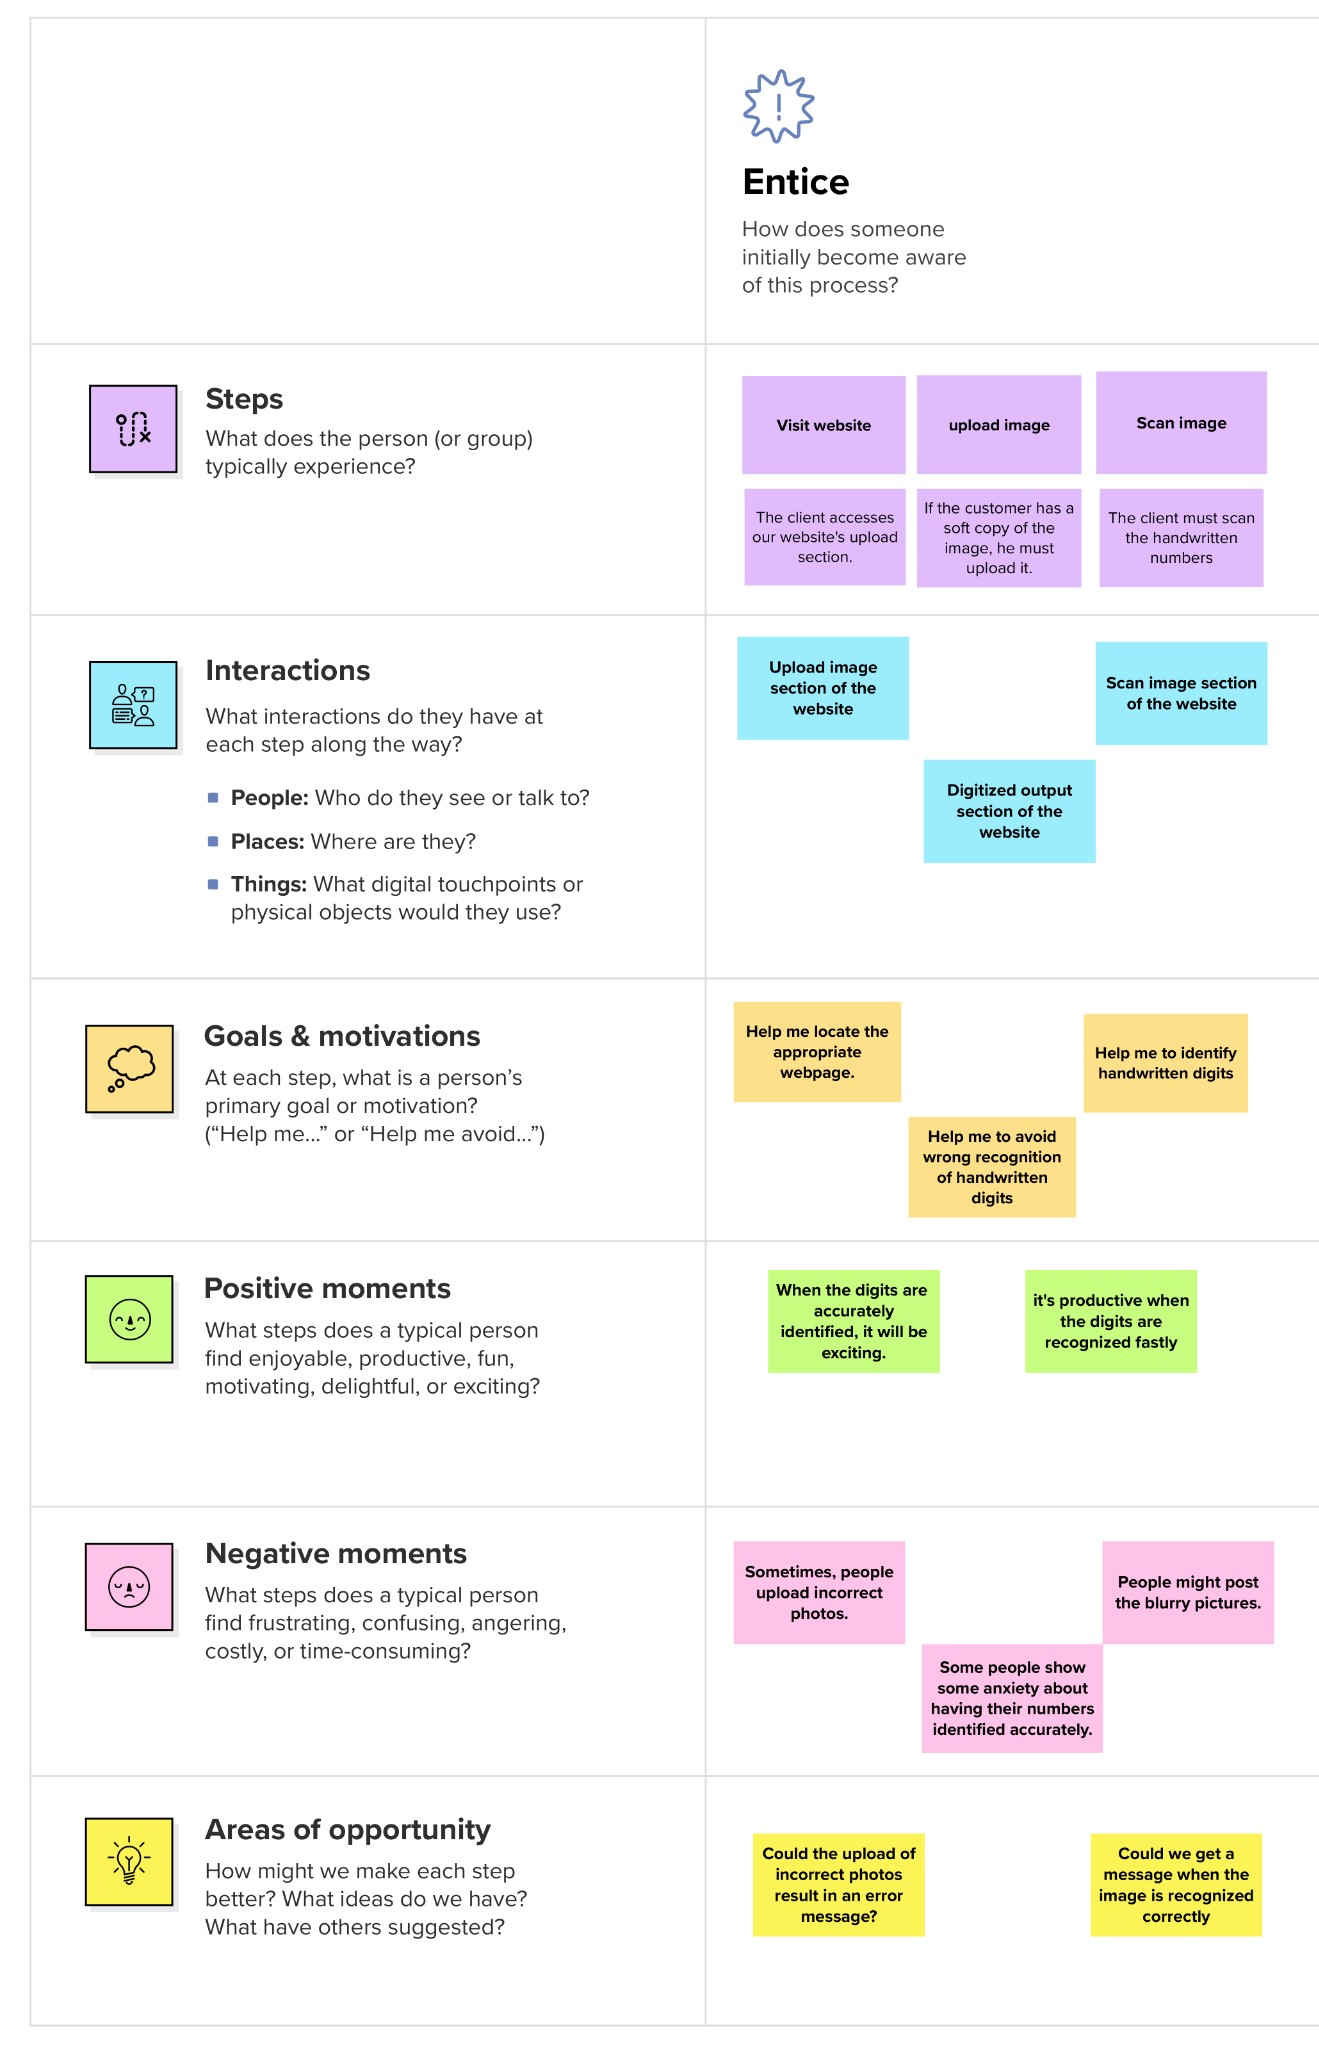 Entice
How does someone
initially become aware
of this process?
Steps
What does the person (or group)
typically experience?
Visit website
upload image
Scan image
The client accesses
our website's upload
section.
If the customer has a
soft copy of the
image, he must
upload it.
The client must scan
the handwritten
numbers
Interactions
What interactions do they have at
each step along the way?
People: Who do they see or talk to?
Places: Where are they?
Things: What digital touchpoints or
physical objects would they use?
Upload image
section of the
website
Scan image section
of the website
Digitized output
section of the
website
Goals & motivations
At each step, what is a person’s
primary goal or motivation?
(“Help me...” or “Help me avoid...”)
Help me locate the
appropriate
webpage.
Help me to identify
handwritten digits
Help me to avoid
wrong recognition
of handwritten
digits
Positive moments
What steps does a typical person
find enjoyable, productive, fun,
motivating, delightful, or exciting?
When the digits are
accurately
identified, it will be
exciting.
it's productive when
the digits are
recognized fastly
Negative moments
What steps does a typical person
find frustrating, confusing, angering,
costly, or time-consuming?
Sometimes, people
upload incorrect
photos.
People might post
the blurry pictures.
Some people show
some anxiety about
having their numbers
identified accurately.
Areas of opportunity
How might we make each step
better? What ideas do we have?
What have others suggested?
Could the upload of
incorrect photos
result in an error
message?
Could we get a
message when the
image is recognized
correctly